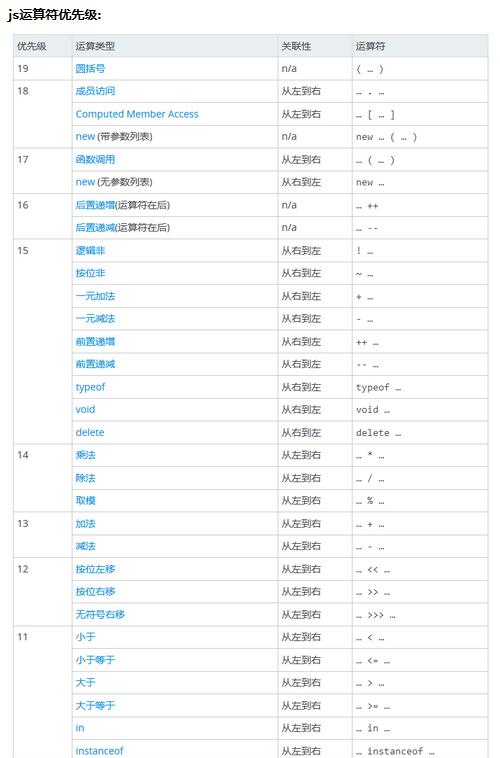 js运算符优先级:
优先级 运算类型 关联性 运算符
19 圆括号 n/a ( … )
18 成员访问 从左到右 … . …
Computed Member Access 从左到右 … [ … ]
new (带参数列表) n/a new … ( … )
17 函数调用 从左到右 … ( … )
new (无参数列表) 从右到左 new …
16 后置递增(运算符在后) n/a … ++
后置递减(运算符在后) n/a … --
15 逻辑非 从右到左 ! …
按位非 从右到左 ~ …
一元加法 从右到左 + …
一元减法 从右到左 - …
前置递增 从右到左 ++ …
前置递减 从右到左 -- …
typeof 从右到左 typeof …
void 从右到左 void …
delete 从右到左 delete …
14 乘法 从左到右 … * …
除法 从左到右 … / …
取模 从左到右 … % …
13 加法 从左到右 … + …
减法 从左到右 … - …
12 按位左移 从左到右 … << …
按位右移 从左到右 … >> …
无符号右移 从左到右 … >>> …
11 小于 从左到右 … < …
小于等于 从左到右 … <= …
大于 从左到右 … > …
大于等于 从左到右 … >= …
in 从左到右 … in …
instanceof 从左到右 … instanceof …